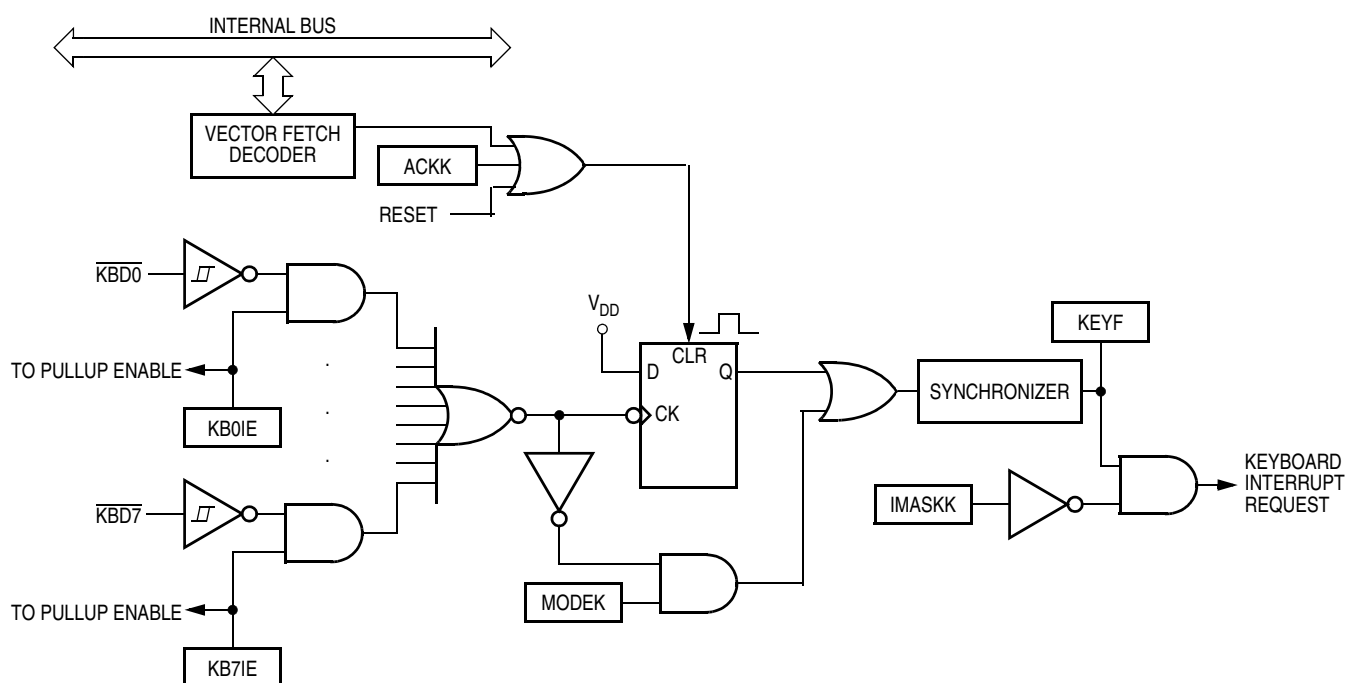 INTERNAL BUS
VECTOR FETCH
DECODER
ACKK
RESET
KBD0
TO PULLUP ENABLE
KB0IE
KBD7
TO PULLUP ENABLE
KB7IE
VDD
CLR
D
Q
CK
MODEK
SYNCHRONIZER
KEYF
IMASKK
KEYBOARD
INTERRUPT
REQUEST